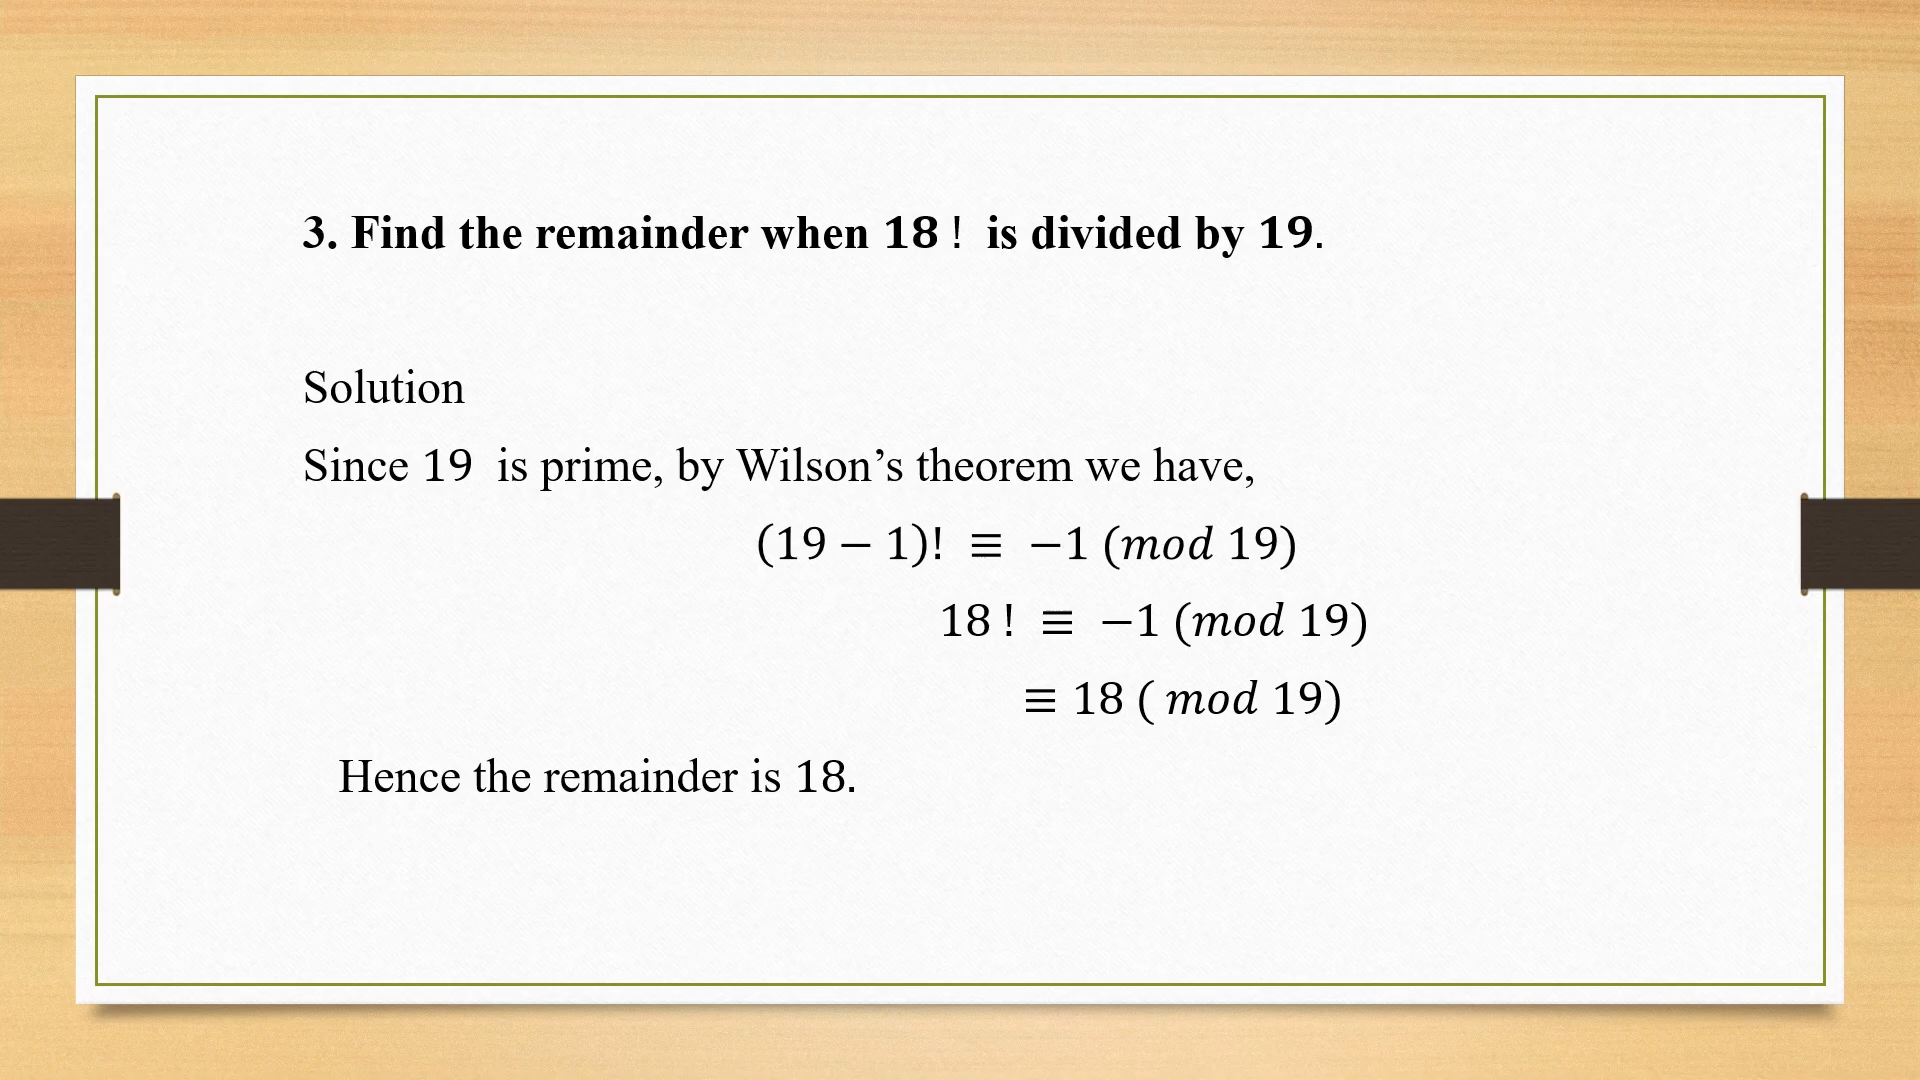 3. Find the remainder when 18 ! is divided by 19.
Solution
Since 19 is prime, by Wilson’s theorem we have,
(19 − 1)! ≡ −1 (mod 19)
18 ! ≡ −1 (mod 19)
≡ 18 ( mod 19)
Hence the remainder is 18.